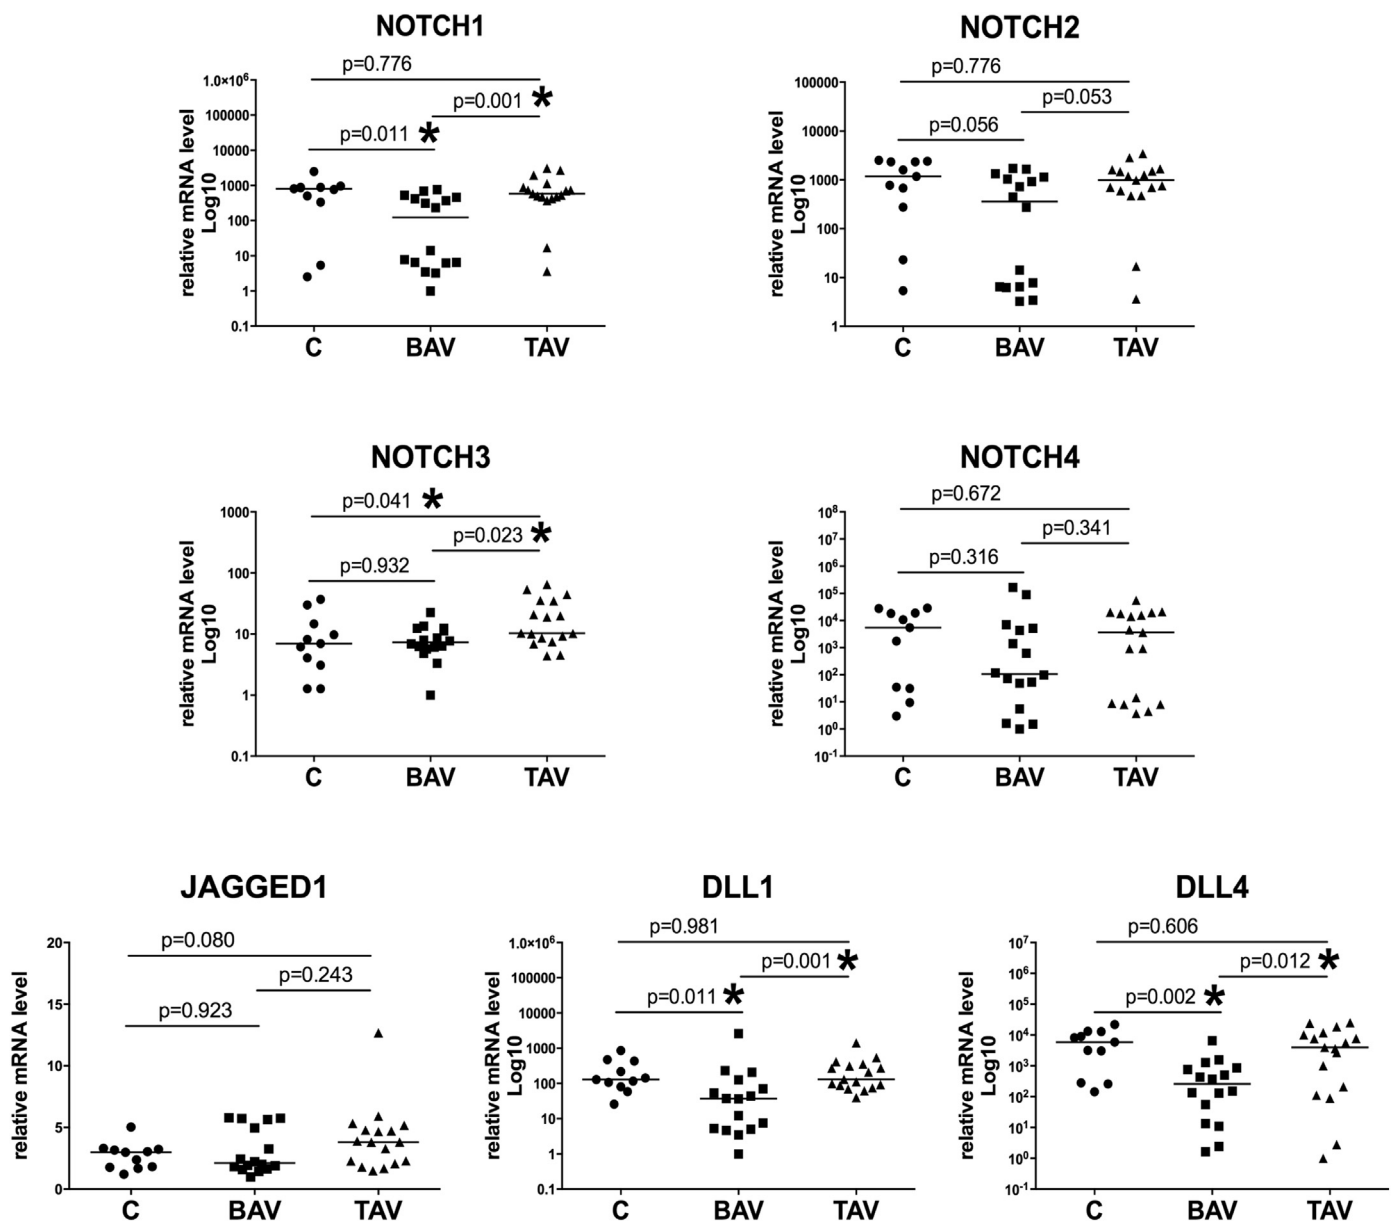 NOTCH1
p=0.776
p=0.001 *
p=0.011 *
relative mRNA level
Log10
1.0×10⁶
100000
10000
1000
100
10
1
0.1
C BAV TAV
NOTCH2
p=0.776
p=0.053
p=0.056
relative mRNA level
Log10
100000
10000
1000
100
10
1
C BAV TAV
NOTCH3
p=0.041 *
p=0.023 *
p=0.932
relative mRNA level
Log10
1000
100
10
1
0.1
C BAV TAV
NOTCH4
p=0.672
p=0.341
p=0.316
relative mRNA level
Log10
10⁸
10⁷
10⁶
10⁵
10⁴
10³
10²
10¹
10⁰
10⁻¹
C BAV TAV
JAGGED1
p=0.080
p=0.243
p=0.923
relative mRNA level
20
15
10
5
0
C BAV TAV
DLL1
p=0.981
p=0.001 *
p=0.011 *
relative mRNA level
Log10
1.0×10⁶
100000
10000
1000
100
10
1
0.1
C BAV TAV
DLL4
p=0.606
p=0.012 *
p=0.002 *
relative mRNA level
Log10
10⁷
10⁶
10⁵
10⁴
10³
10²
10¹
10⁰
10⁻¹
C BAV TAV